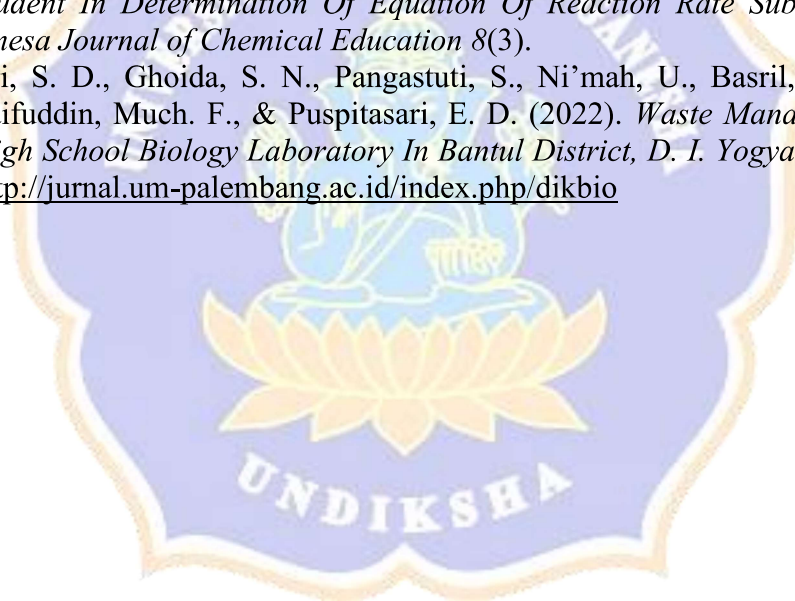 udent In Determination Of Equation Of Reaction Rate Sub
nesa Journal of Chemical Education 8(3).
i, S. D., Ghoida, S. N., Pangastuti, S., Ni’mah, U., Basril,
ifuddin, Much. F., & Puspitasari, E. D. (2022). Waste Mana
igh School Biology Laboratory In Bantul District, D. I. Yogya
tp://jurnal.um-palembang.ac.id/index.php/dikbio
UNDIKSHA